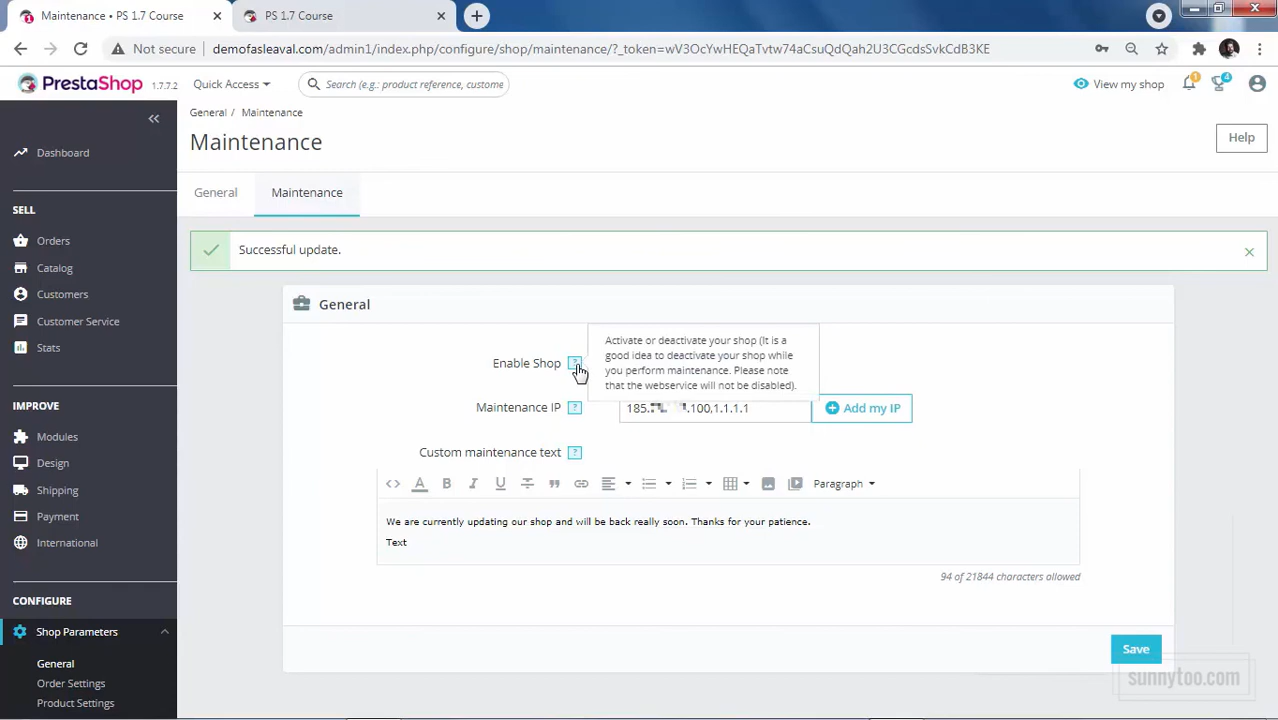 Maintenance • PS 1.7 Course
PS 1.7 Course
Not secure
demofasleaval.com/admin1/index.php/configure/shop/maintenance/?_token=wV3OcYwHEQaTvtw74aCsuQdQah2U3CGcdsSvkCdB3KE
PrestaShop
1.7.7.2
Quick Access
Search (e.g.: product reference, custome
View my shop
1
4
General / Maintenance
Maintenance
Help
General
Maintenance
Dashboard
SELL
Orders
Catalog
Customers
Customer Service
Stats
IMPROVE
Modules
Design
Shipping
Payment
International
CONFIGURE
Shop Parameters
General
Order Settings
Product Settings
Successful update.
General
Enable Shop ?
Activate or deactivate your shop (It is a
good idea to deactivate your shop while
you perform maintenance. Please note
that the webservice will not be disabled).
Maintenance IP ?
185. .100,1.1.1.1
Add my IP
Custom maintenance text ?
Paragraph
We are currently updating our shop and will be back really soon. Thanks for your patience.
Text
94 of 21844 characters allowed
Save
sunnytoo.com